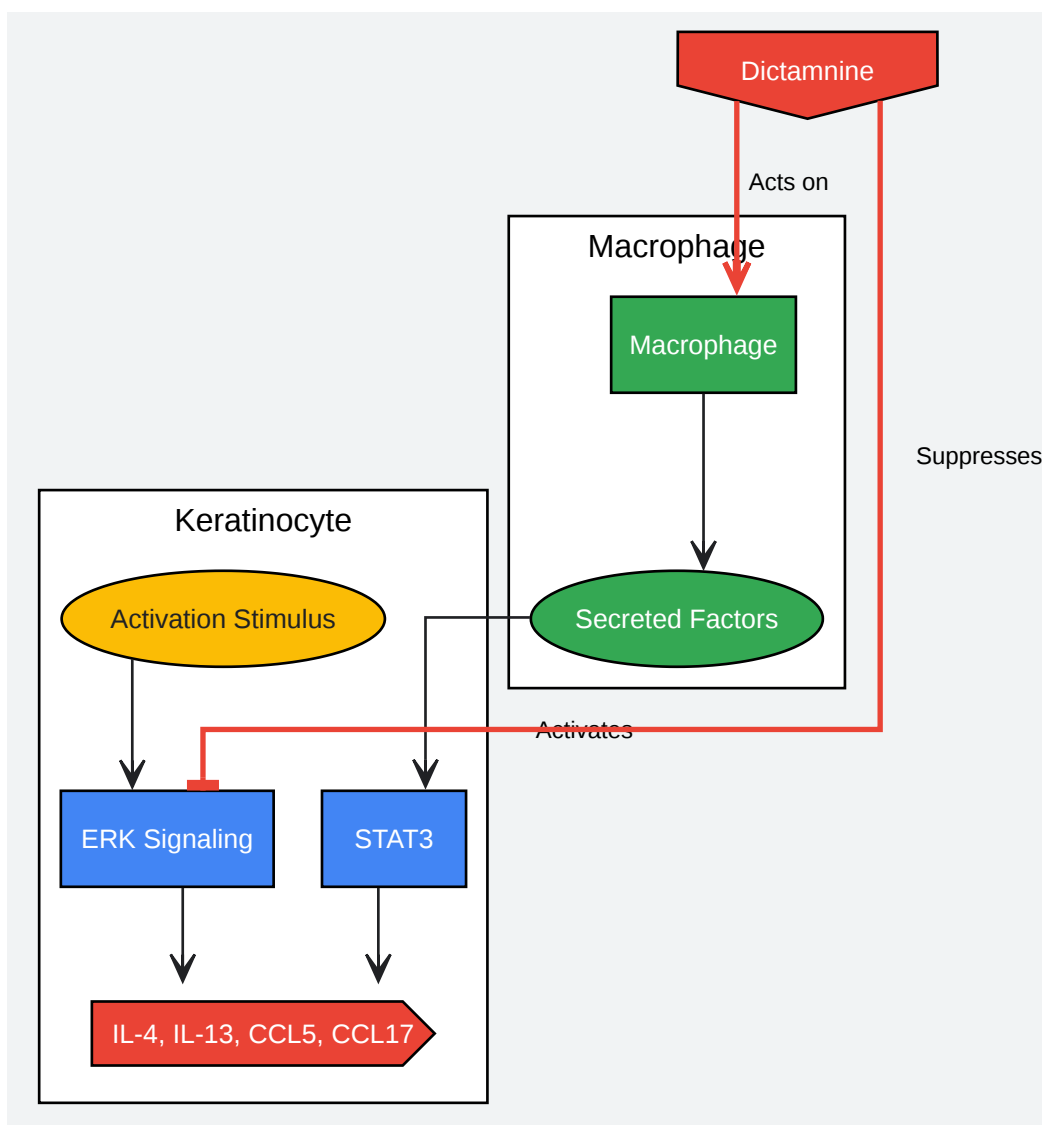 Dictamnine
Acts on
Macrophage
Macrophage
Suppresses
Keratinocyte
Activation Stimulus
Secreted Factors
Activates
ERK Signaling
STAT3
IL-4, IL-13, CCL5, CCL17